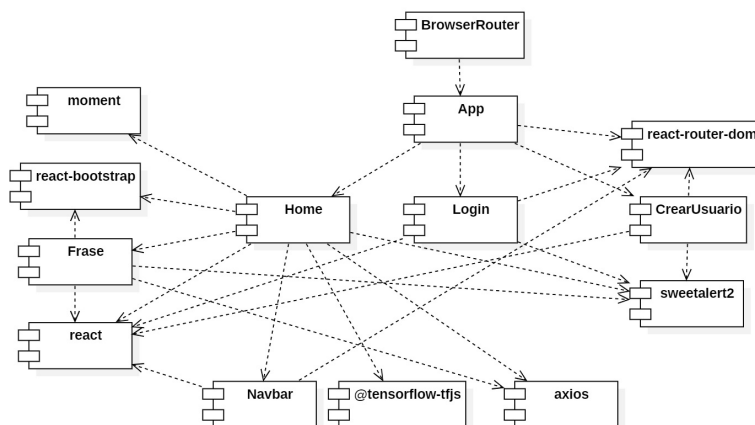 BrowserRouter
moment
App
react-router-dom
react-bootstrap
Home
Login
CrearUsuario
Frase
sweetalert2
react
Navbar
@tensorflow-tfjs
axios